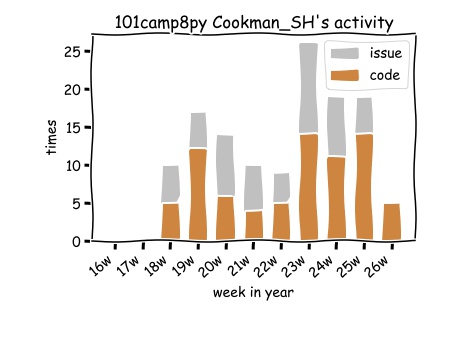 101camp8py Cookman_SH's activity
issue
code
25
20
15
10
5
0
times
16w 17w 18w 19w 20w 21w 22w 23w 24w 25w 26w
week in year